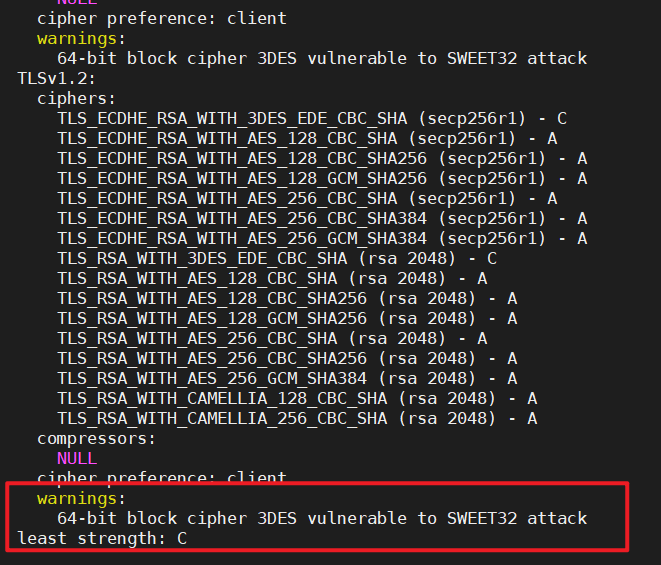 NULL
cipher preference: client
warnings:
64-bit block cipher 3DES vulnerable to SWEET32 attack
TLSv1.2:
ciphers:
TLS_ECDHE_RSA_WITH_3DES_EDE_CBC_SHA (secp256r1) - C
TLS_ECDHE_RSA_WITH_AES_128_CBC_SHA (secp256r1) - A
TLS_ECDHE_RSA_WITH_AES_128_CBC_SHA256 (secp256r1) - A
TLS_ECDHE_RSA_WITH_AES_128_GCM_SHA256 (secp256r1) - A
TLS_ECDHE_RSA_WITH_AES_256_CBC_SHA (secp256r1) - A
TLS_ECDHE_RSA_WITH_AES_256_CBC_SHA384 (secp256r1) - A
TLS_ECDHE_RSA_WITH_AES_256_GCM_SHA384 (secp256r1) - A
TLS_RSA_WITH_3DES_EDE_CBC_SHA (rsa 2048) - C
TLS_RSA_WITH_AES_128_CBC_SHA (rsa 2048) - A
TLS_RSA_WITH_AES_128_CBC_SHA256 (rsa 2048) - A
TLS_RSA_WITH_AES_128_GCM_SHA256 (rsa 2048) - A
TLS_RSA_WITH_AES_256_CBC_SHA (rsa 2048) - A
TLS_RSA_WITH_AES_256_CBC_SHA256 (rsa 2048) - A
TLS_RSA_WITH_AES_256_GCM_SHA384 (rsa 2048) - A
TLS_RSA_WITH_CAMELLIA_128_CBC_SHA (rsa 2048) - A
TLS_RSA_WITH_CAMELLIA_256_CBC_SHA (rsa 2048) - A
compressors:
NULL
cipher preference: client
warnings:
64-bit block cipher 3DES vulnerable to SWEET32 attack
least strength: C